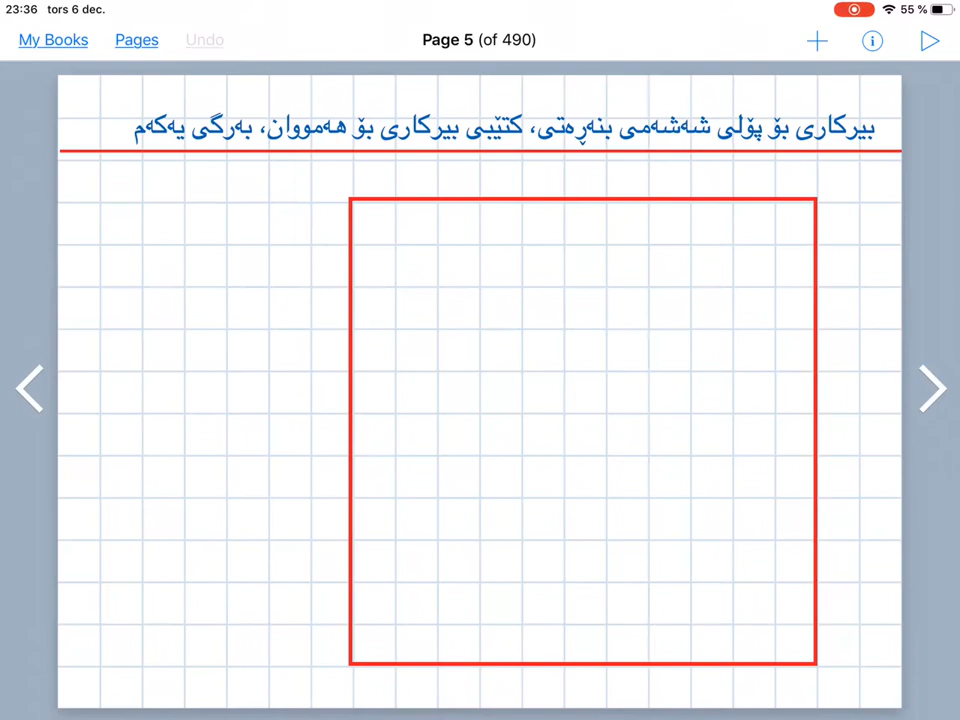 23:36 tors 6 dec. 55 %
My Books Pages Undo Page 5 (of 490)
بیرکاری بۆ پۆلی شەشەمی بنەڕەتی، کتێبی بیرکاری بۆ هەمووان، بەرگی یەکەم